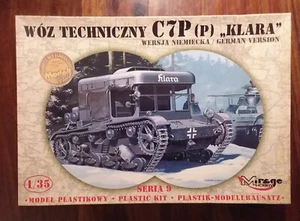 WÓZ TECHNICZNY C7P (P) „KLARA”
WERSJA NIEMIECKA / GERMAN VERSION
klara
1/35
Mirage
SERIA 9
•MODEL PLASTIKOWY • PLASTIC KIT • PLASTIK-MODELLBAUSATZ•